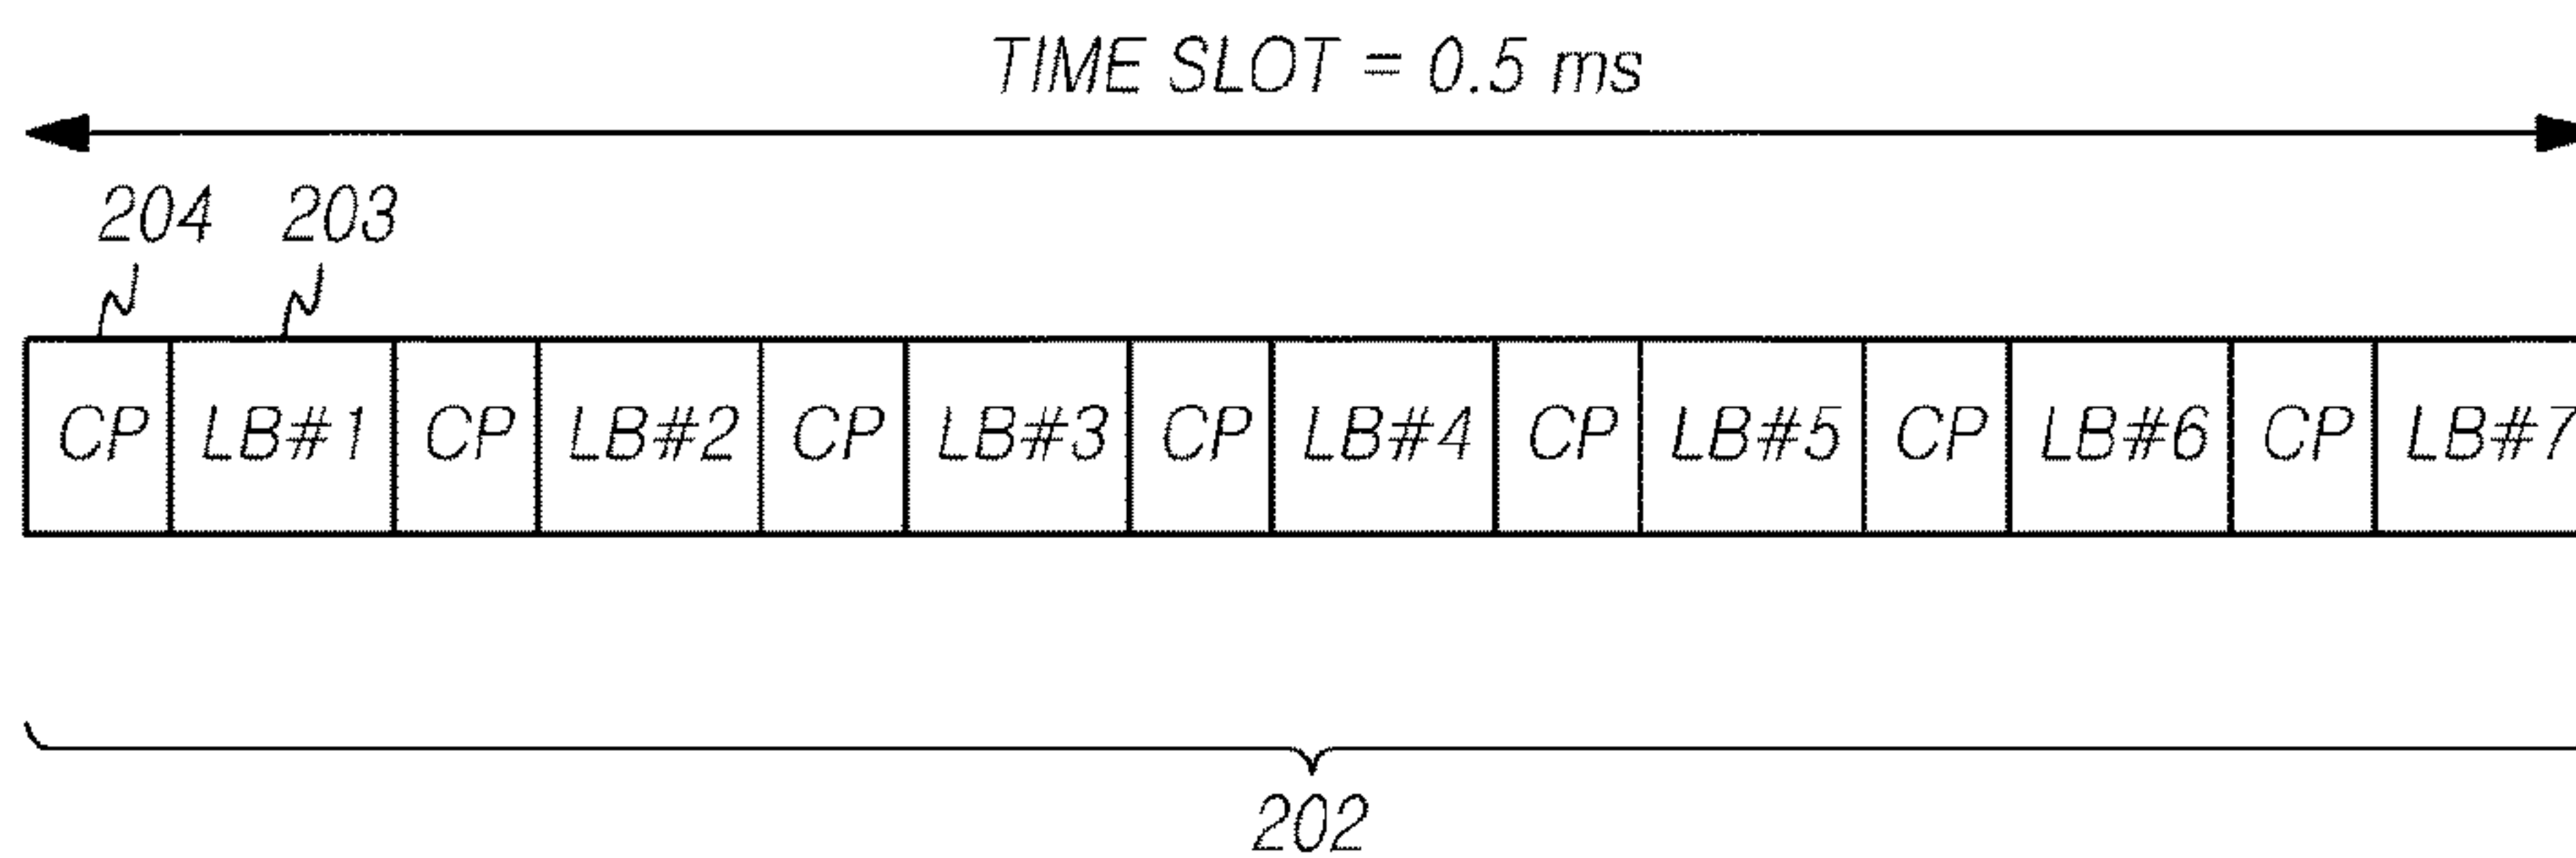 TIME SLOT = 0.5 ms
204 203
CP LB#1 CP LB#2 CP LB#3 CP LB#4 CP LB#5 CP LB#6 CP LB#7
202